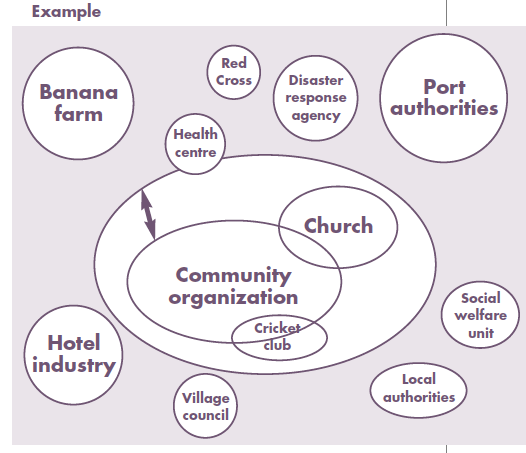 Example
Banana
farm
Red
Cross
Disaster
response
agency
Port
authorities
Health
centre
Church
Community
organization
Cricket
club
Social
welfare
unit
Hotel
industry
Village
council
Local
authorities